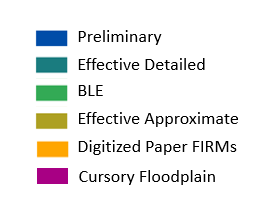 Preliminary
Effective Detailed
BLE
Effective Approximate
Digitized Paper FIRMs
Cursory Floodplain